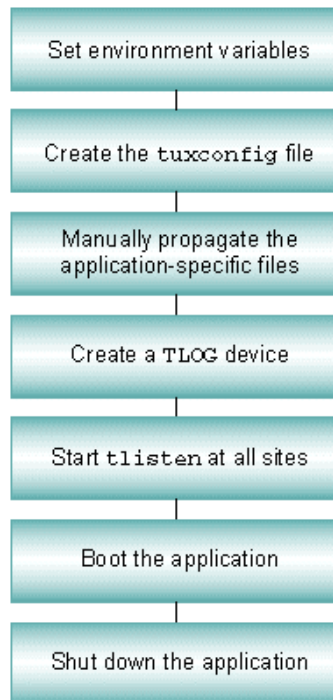 Set environment variables
Create the tuxconfig file
Manually propagate the
application-specific files
Create a TLOG device
Start tlisten at all sites
Boot the application
Shut down the application